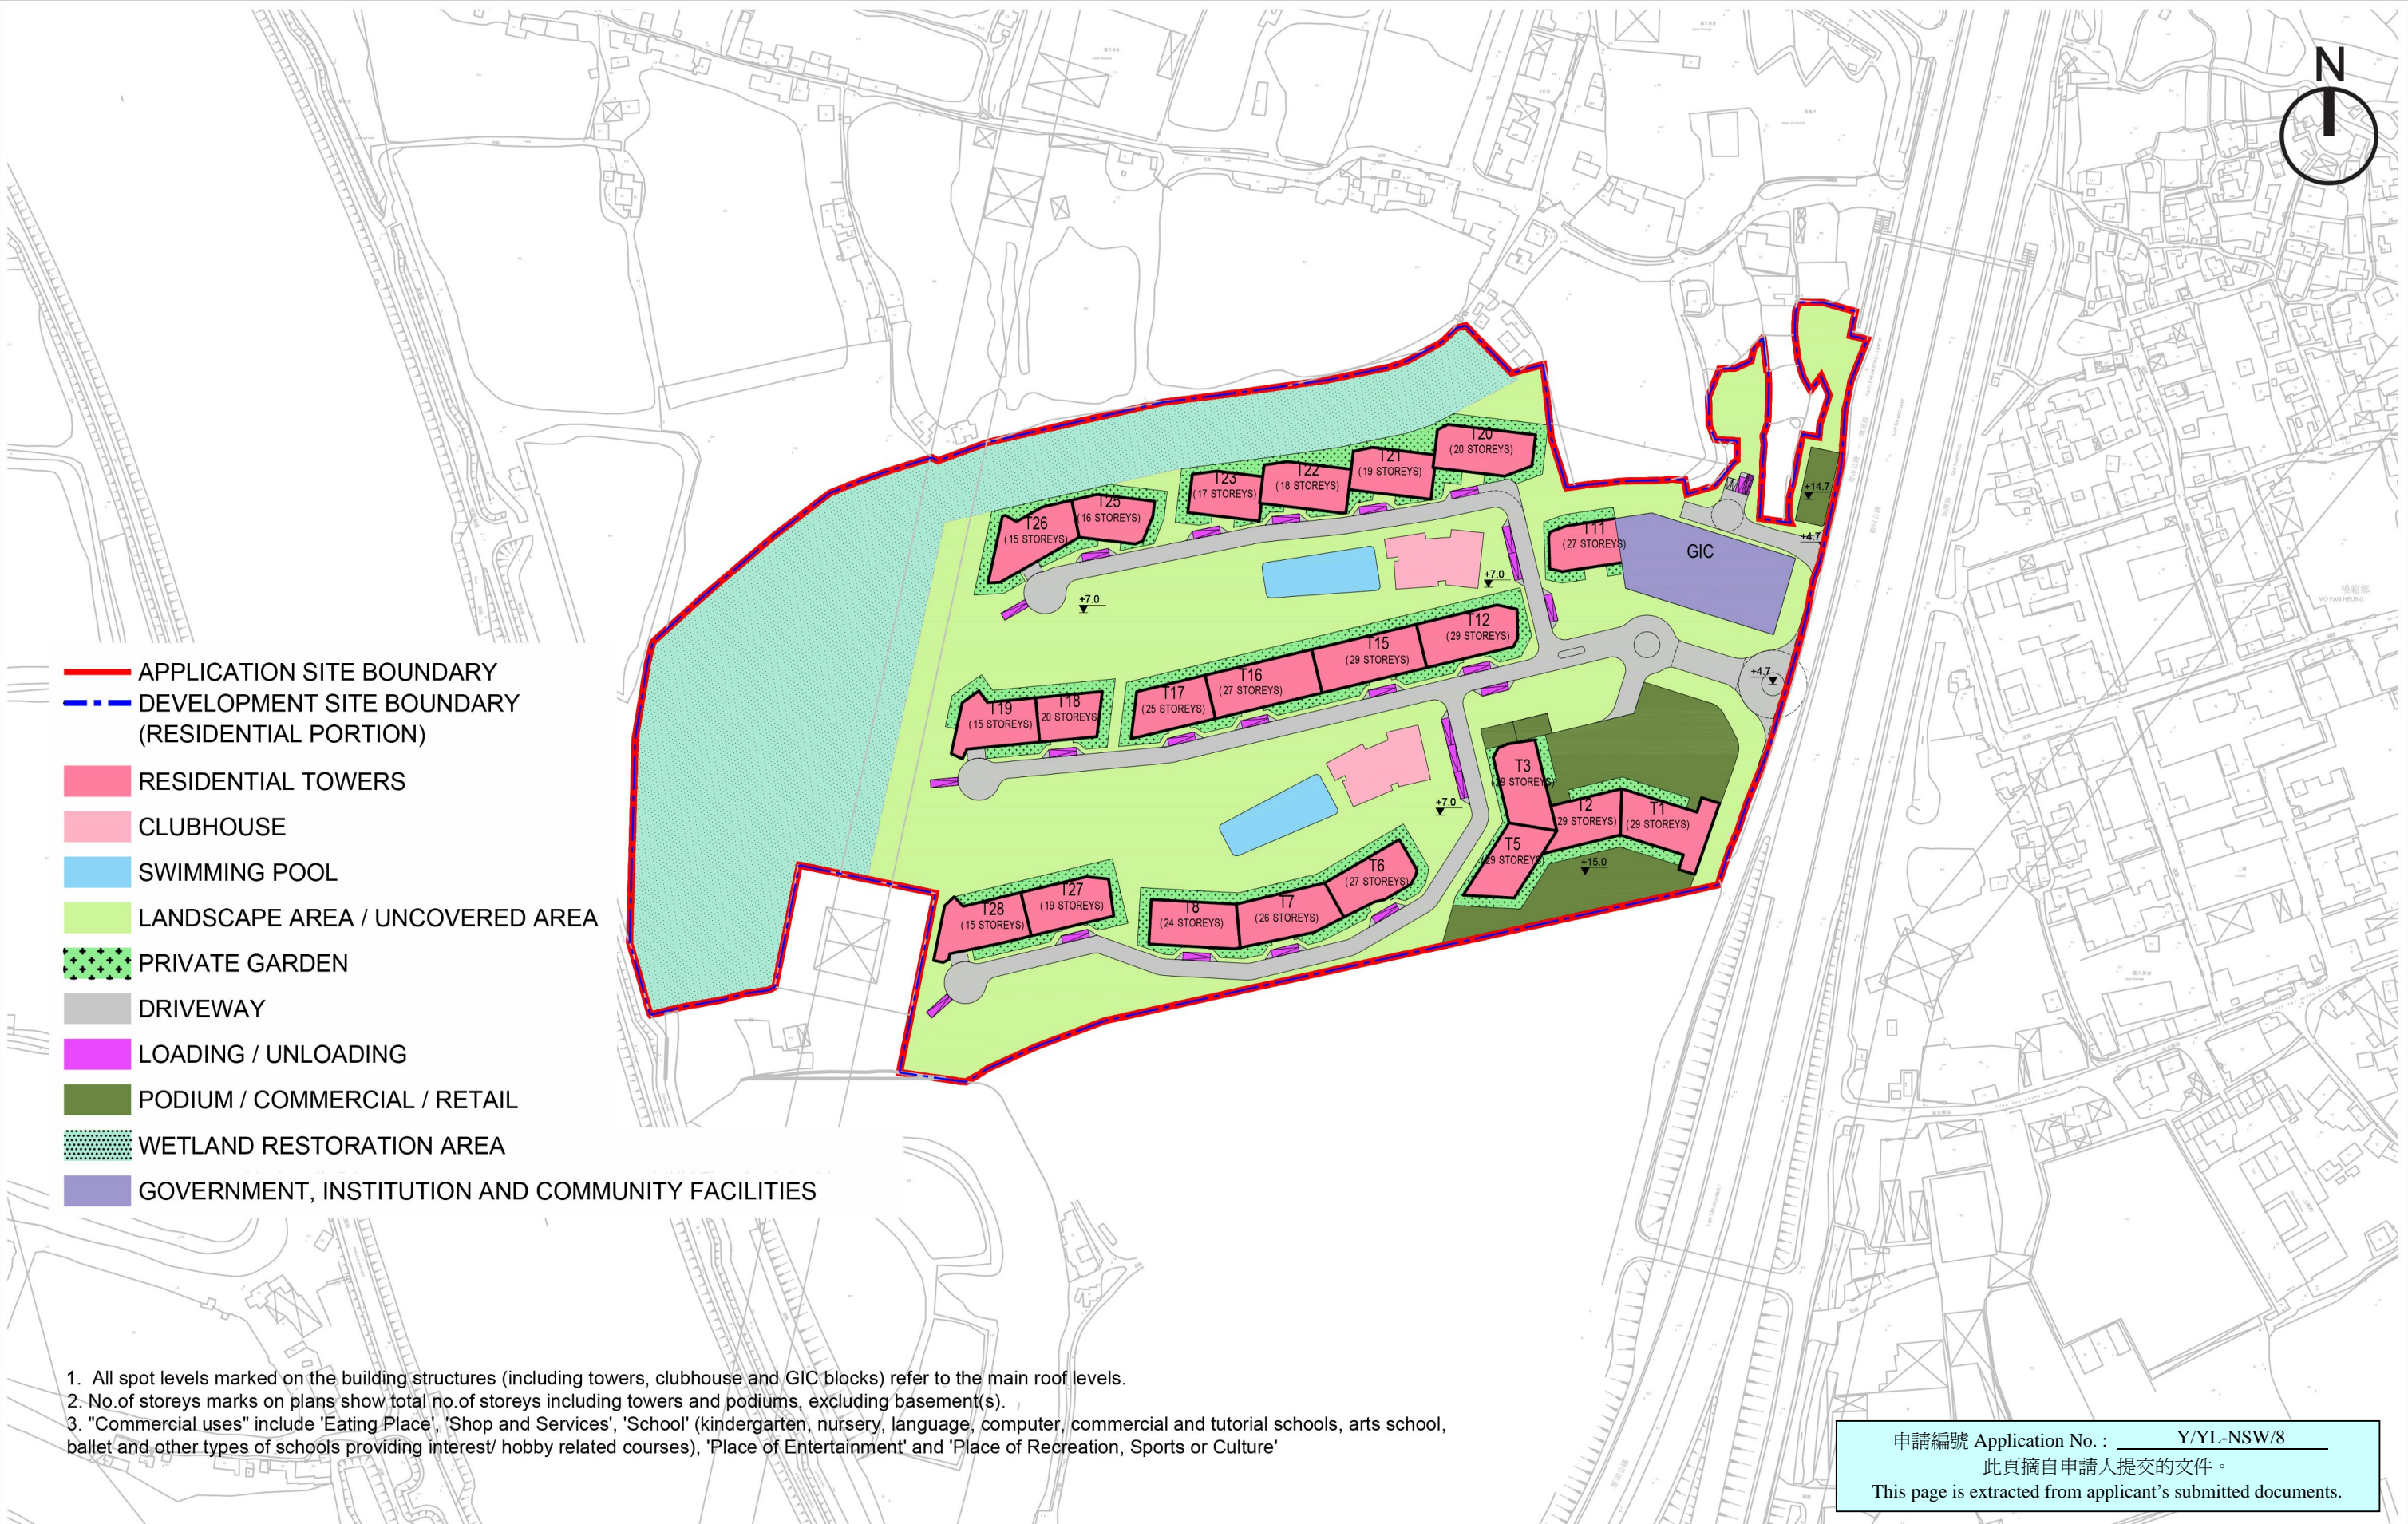 N
T20
(20 STOREYS)
T21
(19 STOREYS)
T22
(18 STOREYS)
T23
(17 STOREYS)
T25
(16 STOREYS)
T26
(15 STOREYS)
+14.7
+4.7
T11
(27 STOREYS)
GIC
+7.0
+7.0
T12
(29 STOREYS)
T15
(29 STOREYS)
T16
(27 STOREYS)
T17
(25 STOREYS)
T18
20 STOREYS
T19
(15 STOREYS)
+4.7
模範鄉
MO FAN HEUNG
APPLICATION SITE BOUNDARY
DEVELOPMENT SITE BOUNDARY
(RESIDENTIAL PORTION)
RESIDENTIAL TOWERS
CLUBHOUSE
SWIMMING POOL
LANDSCAPE AREA / UNCOVERED AREA
PRIVATE GARDEN
DRIVEWAY
LOADING / UNLOADING
PODIUM / COMMERCIAL / RETAIL
WETLAND RESTORATION AREA
GOVERNMENT, INSTITUTION AND COMMUNITY FACILITIES
T3
(29 STOREYS)
+7.0
T2
(29 STOREYS)
T1
(29 STOREYS)
T5
(29 STOREYS)
+15.0
T6
(27 STOREYS)
T7
(26 STOREYS)
T8
(24 STOREYS)
T27
(19 STOREYS)
T28
(15 STOREYS)
1. All spot levels marked on the building structures (including towers, clubhouse and GIC blocks) refer to the main roof levels.
2. No.of storeys marks on plans show total no.of storeys including towers and podiums, excluding basement(s).
3. "Commercial uses" include 'Eating Place', 'Shop and Services', 'School' (kindergarten, nursery, language, computer, commercial and tutorial schools, arts school,
ballet and other types of schools providing interest/ hobby related courses), 'Place of Entertainment' and 'Place of Recreation, Sports or Culture'
申請編號 Application No. : Y/YL-NSW/8
此頁摘自申請人提交的文件。
This page is extracted from applicant's submitted documents.